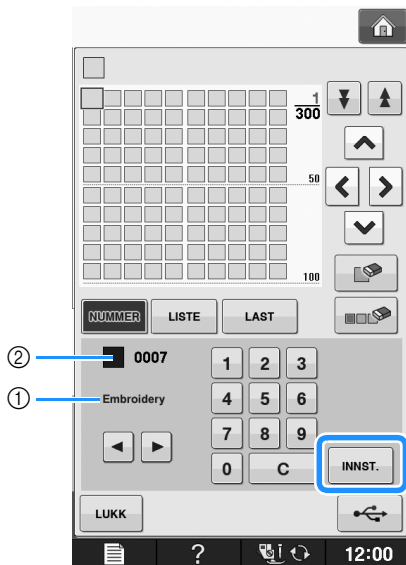 1
300
50
100
NUMMER LISTE LAST
② 0007
1 2 3
① Embroidery
4 5 6
7 8 9
0 C
INNST.
LUKK
? 12:00